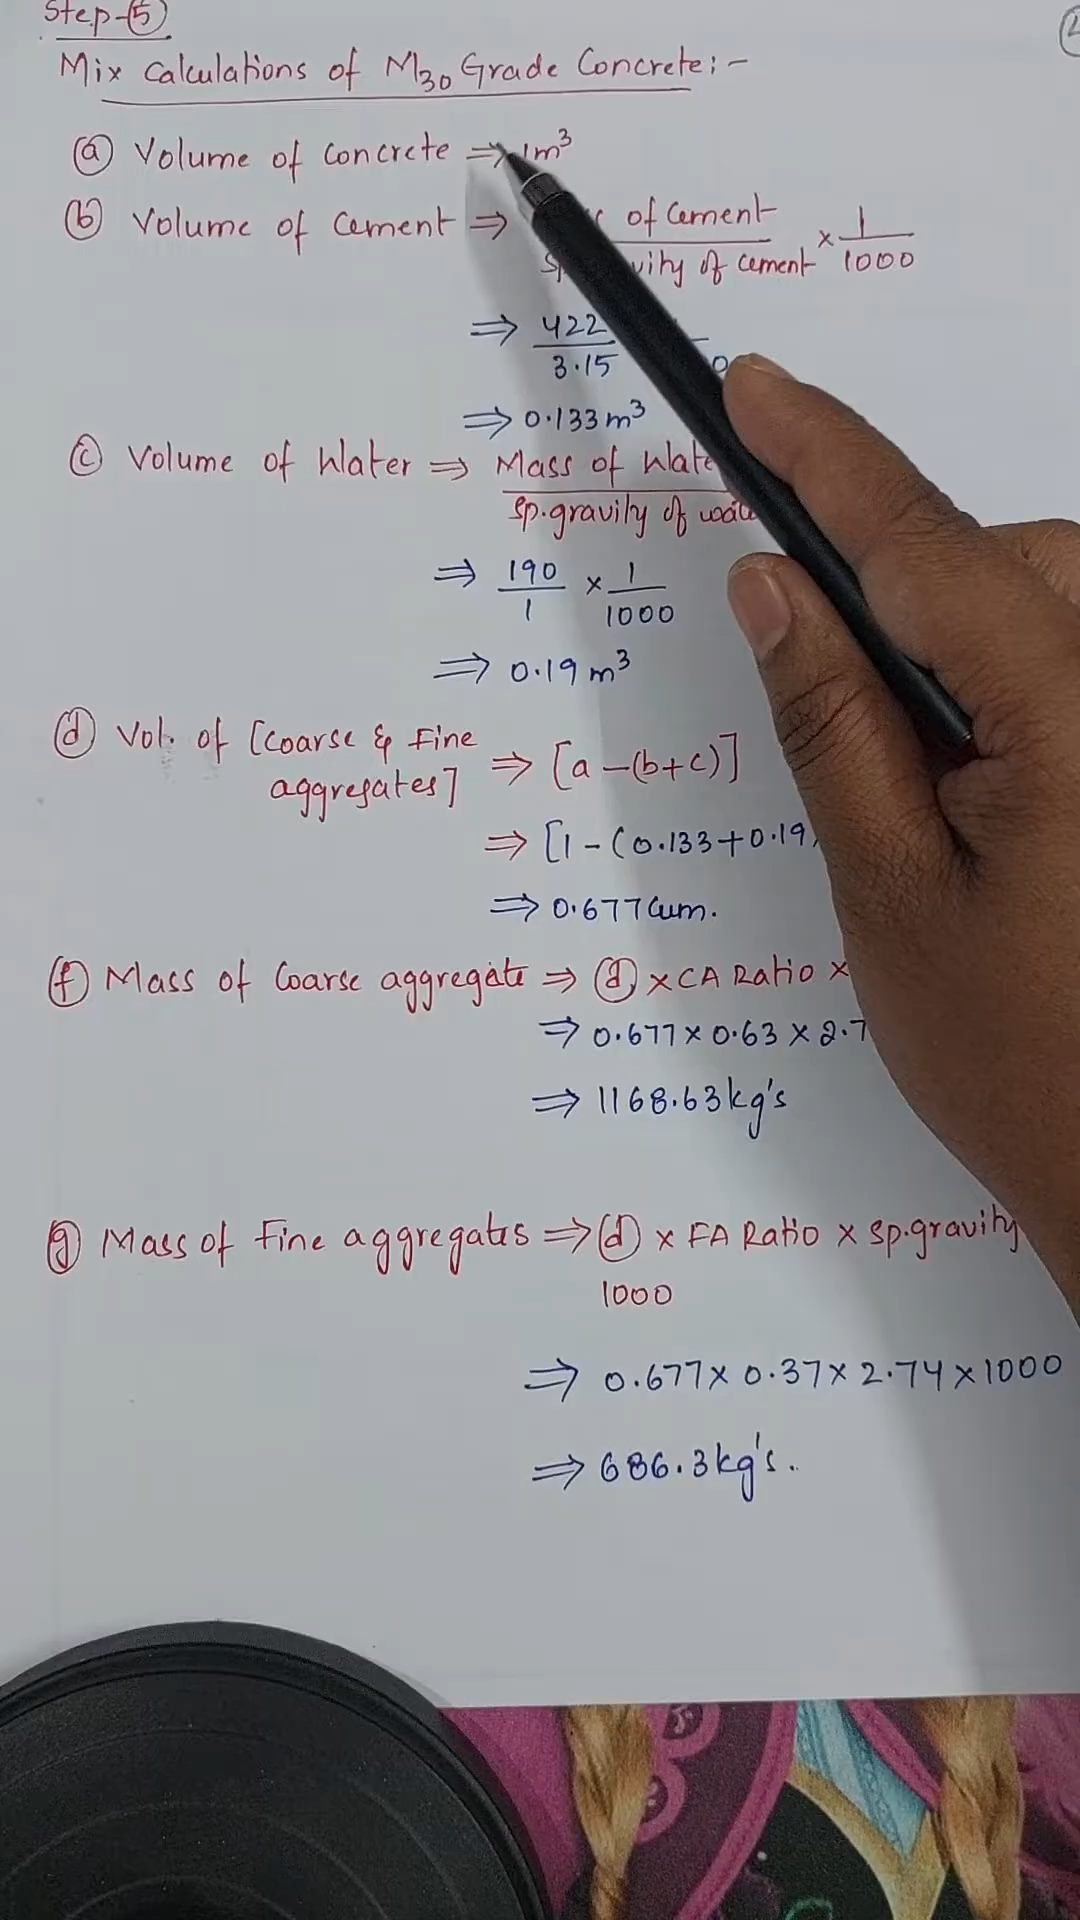 Step-(5)
Mix Calculations of M30 Grade Concrete:-
(a) Volume of Concrete ⇒ 1m³
(b) Volume of Cement ⇒ of Cement / of cement × 1/1000
⇒ 422/3.15
⇒ 0.133m³
(c) Volume of Water ⇒ Mass of / Sp.gravity of
⇒ 190/1 × 1/1000
⇒ 0.19 m³
(d) Vol. of [Coarse & Fine
aggregates] ⇒ [a-(b+c)]
⇒ [1-(0.133+0.19
⇒ 0.677 Cum.
(f) Mass of Coarse aggregate ⇒ (d) × CA Ratio ×
⇒ 0.677 × 0.63 × 2.7
⇒ 1168.63 kg's
(g) Mass of Fine aggregates ⇒ (d) × FA Ratio × Sp.gravity
1000
⇒ 0.677 × 0.37 × 2.74 × 1000
⇒ 686.3 kg's.